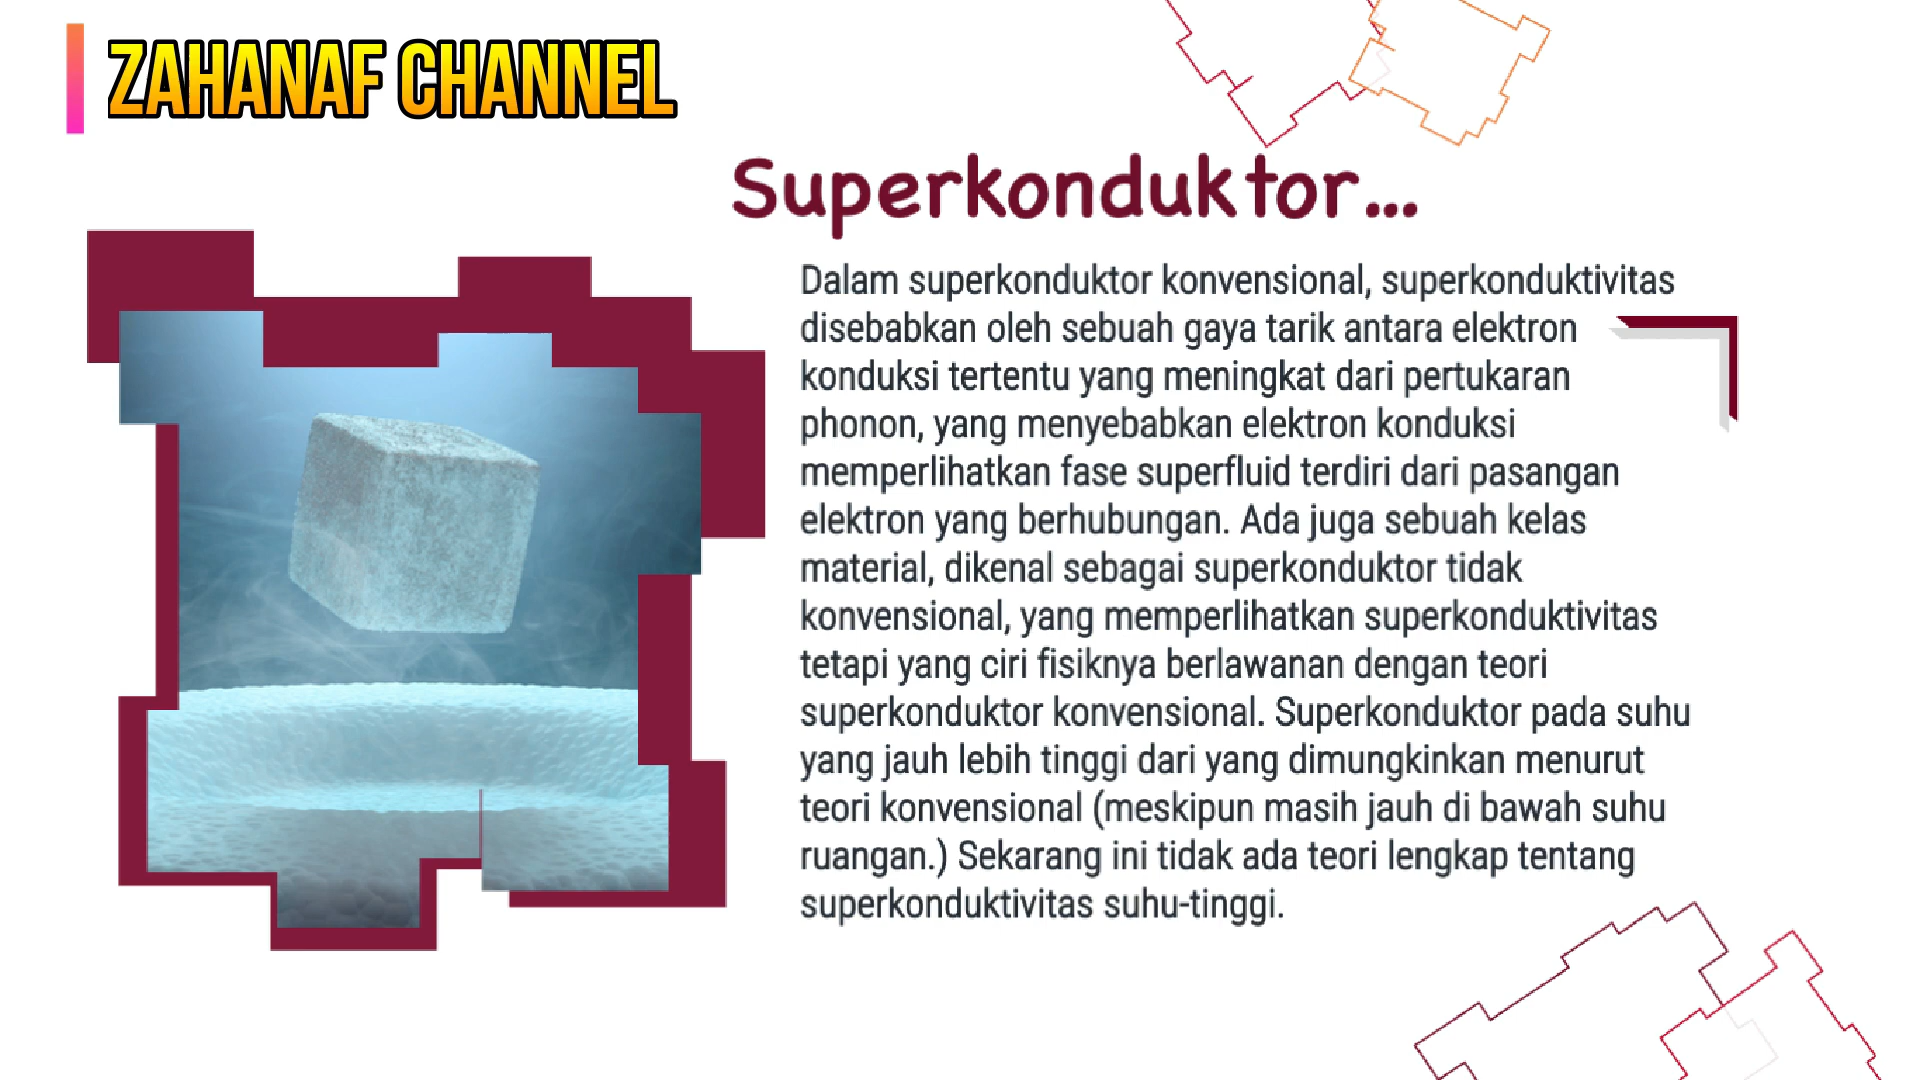 ZAHANAF CHANNEL
Superkonduktor...
Dalam superkonduktor konvensional, superkonduktivitas
disebabkan oleh sebuah gaya tarik antara elektron
konduksi tertentu yang meningkat dari pertukaran
phonon, yang menyebabkan elektron konduksi
memperlihatkan fase superfluid terdiri dari pasangan
elektron yang berhubungan. Ada juga sebuah kelas
material, dikenal sebagai superkonduktor tidak
konvensional, yang memperlihatkan superkonduktivitas
tetapi yang ciri fisiknya berlawanan dengan teori
superkonduktor konvensional. Superkonduktor pada suhu
yang jauh lebih tinggi dari yang dimungkinkan menurut
teori konvensional (meskipun masih jauh di bawah suhu
ruangan.) Sekarang ini tidak ada teori lengkap tentang
superkonduktivitas suhu-tinggi.